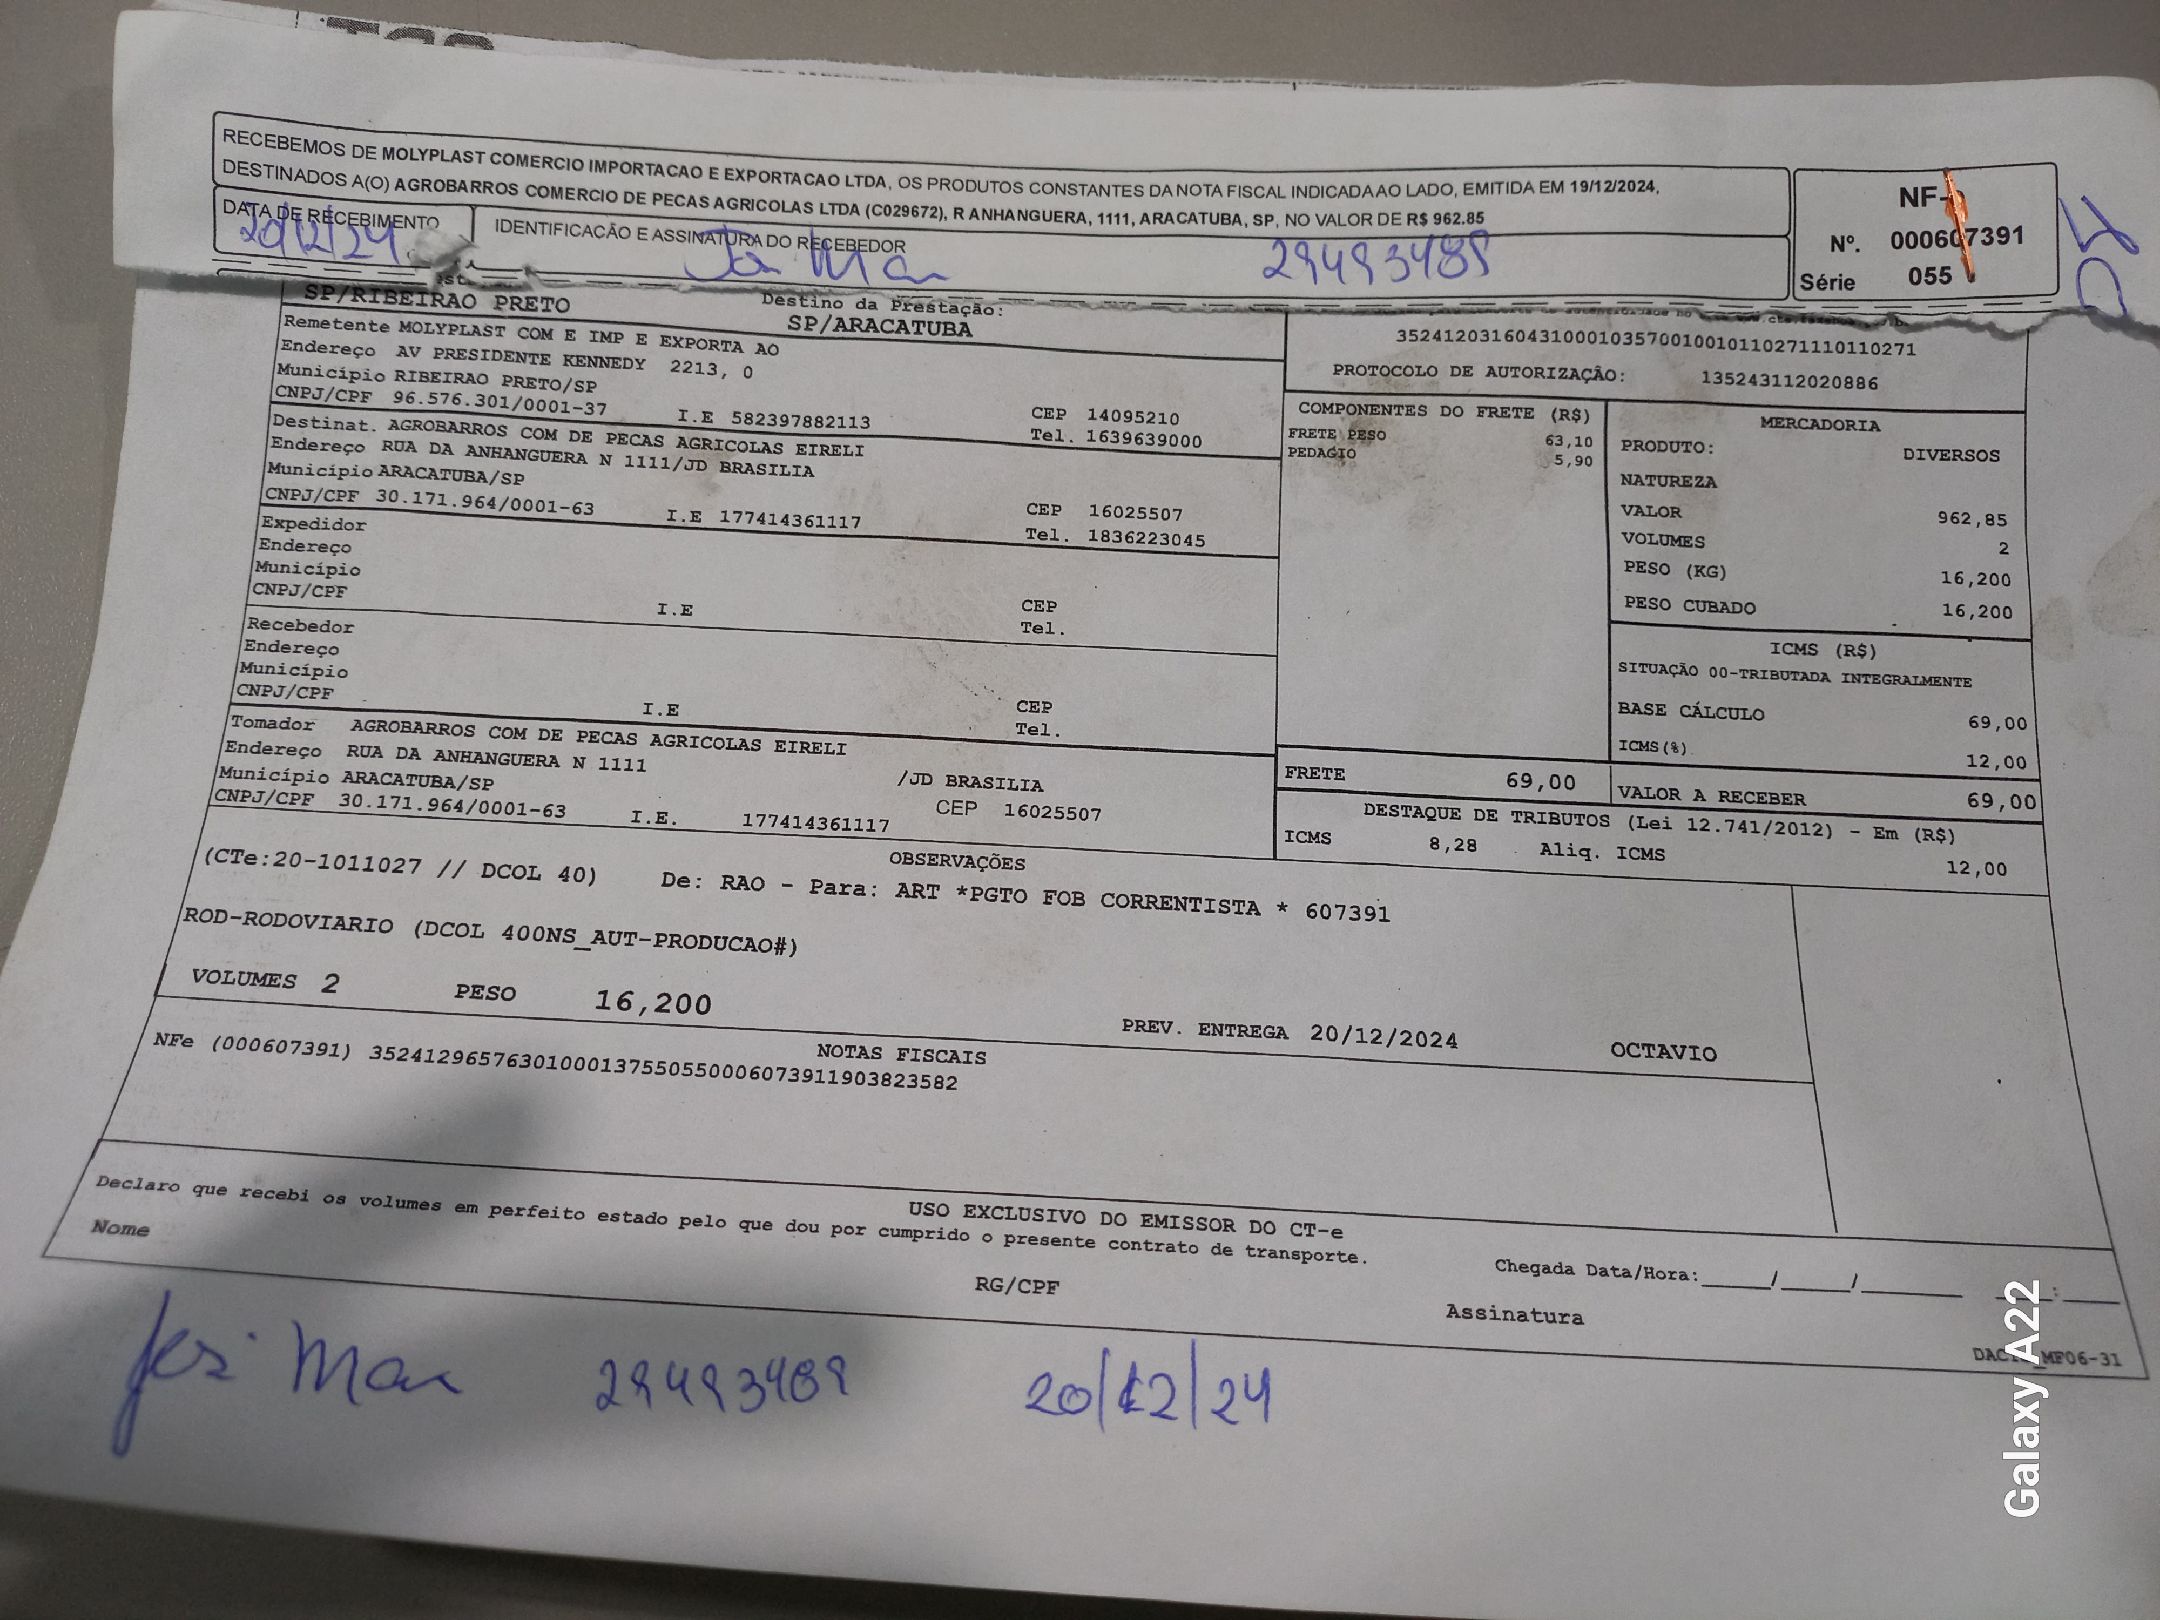 RECEBEMOS DE MOLYPLAST COMERCIO IMPORTACAO E EXPORTACAO LTDA, OS PRODUTOS CONSTANTES DA NOTA FISCAL INDICADA AO LADO, EMITIDA EM 19/12/2024,
DESTINADOS A(O) AGROBARROS COMERCIO DE PECAS AGRICOLAS LTDA (C029672), R ANHANGUERA, 1111, ARACATUBA, SP, NO VALOR DE R$ 962.85
DATA DE RECEBIMENTO IDENTIFICAÇÃO E ASSINATURA DO RECEBEDOR
20/12/24 29493489
NF-
Nº. 000607391
Série 055
SP/RIBEIRAO PRETO
Destino da Prestação:
SP/ARACATUBA
Remetente MOLYPLAST COM E IMP E EXPORTA AO
Endereço AV PRESIDENTE KENNEDY 2213, 0
Município RIBEIRAO PRETO/SP CEP 14095210
CNPJ/CPF 96.576.301/0001-37 I.E 582397882113 Tel. 1639639000
Destinat. AGROBARROS COM DE PECAS AGRICOLAS EIRELI
Endereço RUA DA ANHANGUERA N 1111/JD BRASILIA
Município ARACATUBA/SP CEP 16025507
CNPJ/CPF 30.171.964/0001-63 I.E 177414361117 Tel. 1836223045
Expedidor
Endereço
Município CEP
CNPJ/CPF I.E Tel.
Recebedor
Endereço
Município CEP
CNPJ/CPF I.E Tel.
Tomador AGROBARROS COM DE PECAS AGRICOLAS EIRELI
Endereço RUA DA ANHANGUERA N 1111 /JD BRASILIA
Município ARACATUBA/SP CEP 16025507
CNPJ/CPF 30.171.964/0001-63 I.E. 177414361117
35241203160431000103570010010110271110110271
PROTOCOLO DE AUTORIZAÇÃO: 135243112020886
COMPONENTES DO FRETE (R$)
FRETE PESO 63,10
PEDAGIO 5,90
MERCADORIA
PRODUTO: DIVERSOS
NATUREZA
VALOR 962,85
VOLUMES 2
PESO (KG) 16,200
PESO CUBADO 16,200
ICMS (R$)
SITUAÇÃO 00-TRIBUTADA INTEGRALMENTE
BASE CÁLCULO 69,00
ICMS(%) 12,00
FRETE 69,00 VALOR A RECEBER 69,00
DESTAQUE DE TRIBUTOS (Lei 12.741/2012) - Em (R$)
ICMS 8,28 Aliq. ICMS 12,00
OBSERVAÇÕES
(CTe:20-1011027 // DCOL 40) De: RAO - Para: ART *PGTO FOB CORRENTISTA * 607391
ROD-RODOVIARIO (DCOL 400NS_AUT-PRODUCAO#)
VOLUMES 2 PESO 16,200 PREV. ENTREGA 20/12/2024 OCTAVIO
NOTAS FISCAIS
NFe (000607391) 35241296576301000137550550006073911903823582
USO EXCLUSIVO DO EMISSOR DO CT-e
Declaro que recebi os volumes em perfeito estado pelo que dou por cumprido o presente contrato de transporte.
Nome RG/CPF Assinatura Chegada Data/Hora:_____/_____/_______ ____:____
MF06-31
29493489 20/12/24
Galaxy A22